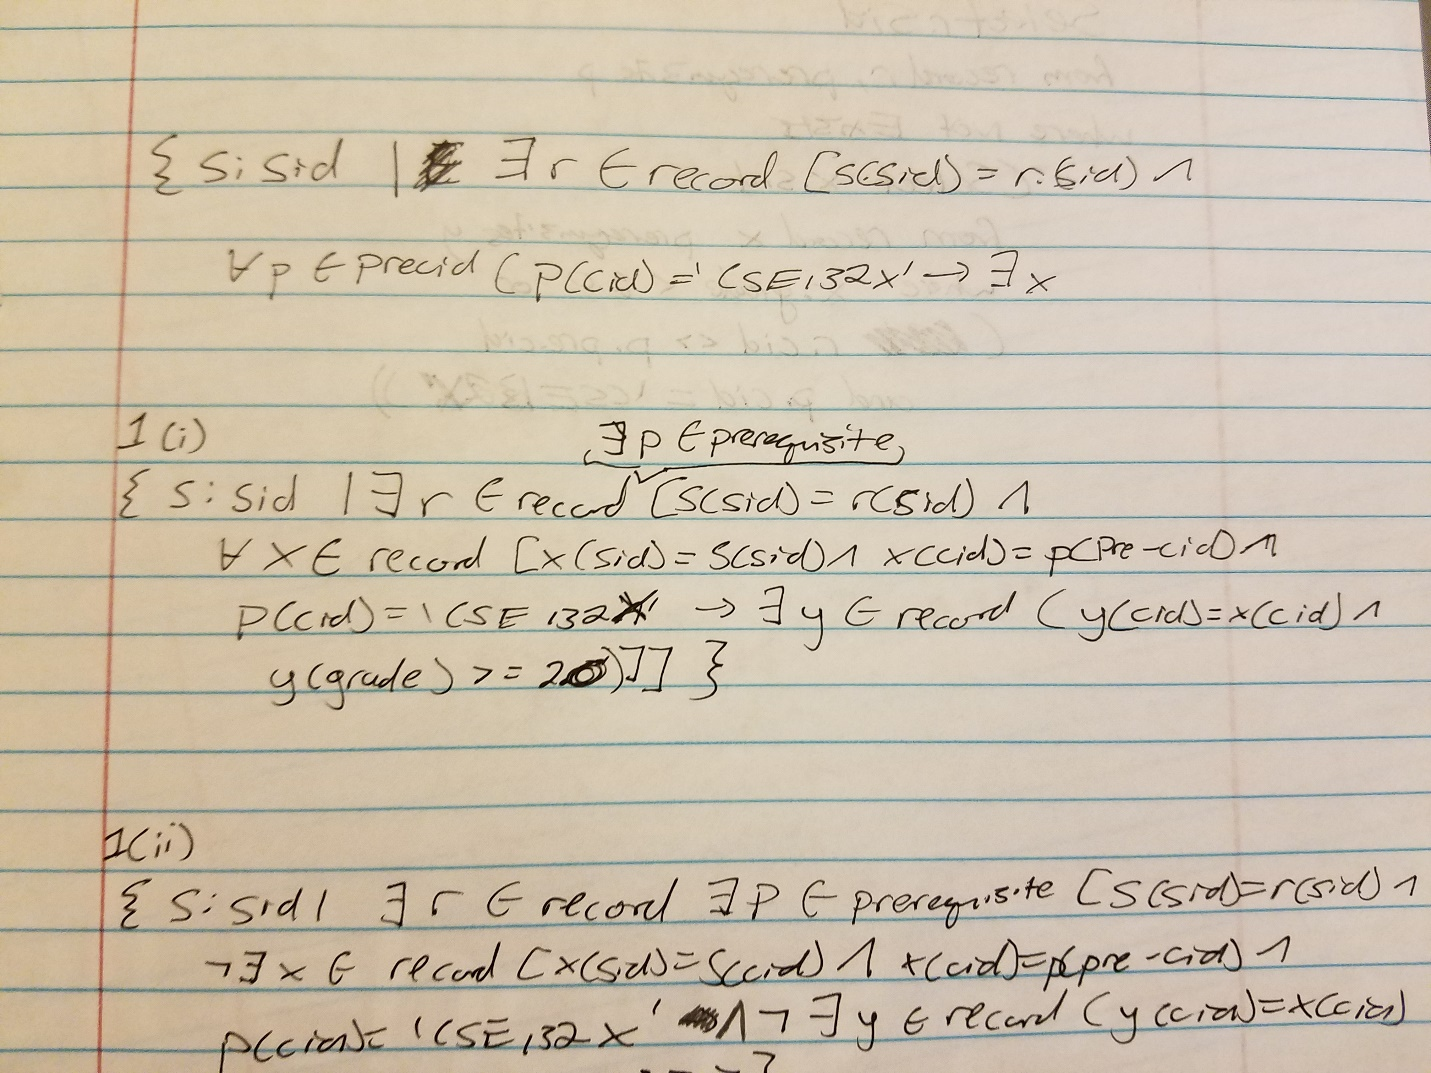 { s: sid | ∃ r ∈ record [s(sid) = r(sid) ∧
∀ p ∈ precid ( p(cid) = 'CSE132X' → ∃ x
1(i)
∃ p ∈ prerequisite
{ s: sid | ∃ r ∈ record [s(sid) = r(sid) ∧
∀ x ∈ record [x(sid) = s(sid) ∧ x(cid) = p(pre-cid) ∧
p(cid) = 'CSE 132X' → ∃ y ∈ record ( y(cid) = x(cid) ∧
y(grade) >= 2.0)]] }
1(ii)
{ s: sid | ∃ r ∈ record ∃ p ∈ prerequisite [s(sid) = r(sid) ∧
¬∃ x ∈ record [x(sid) = s(cid) ∧ x(cid) = p(pre-cid) ∧
p(cid) = 'CSE132X' ∧ ¬ ∃ y ∈ record ( y(cid) = x(cid)